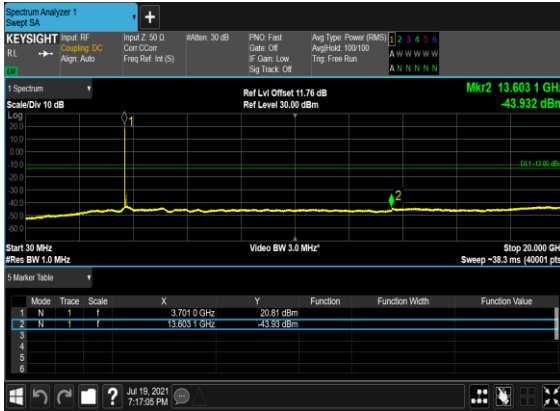 Spectrum Analyzer 1
Swept SA
+
KEYSIGHT
RL
Input: RF
Coupling: DC
Align: Auto
Input Z: 50 Ω
Corr CCorr
Freq Ref: Int (S)
#Atten: 30 dB
PNO: Fast
Gate: Off
IF Gain: Low
Sig Track: Off
Avg Type: Power (RMS)
Avg|Hold: 100/100
Trig: Free Run
1 2 3 4 5 6
A W W W W W
A N N N N N
1 Spectrum
Scale/Div 10 dB
Ref Lvl Offset 11.76 dB
Ref Level 30.00 dBm
Mkr2 13.603 1 GHz
-43.932 dBm
Log
20.0
10.0
0.00
-10.0
-20.0
-30.0
-40.0
-50.0
-60.0
1
2
DL1 -13.00 dBm
Start 30 MHz
#Res BW 1.0 MHz
Video BW 3.0 MHz*
Stop 20.000 GH
Sweep ~38.3 ms (40001 pts
5 Marker Table
Mode Trace Scale X Y Function Function Width Function Value
1 N 1 f 3.701 0 GHz 20.81 dBm
2 N 1 f 13.603 1 GHz -43.93 dBm
3
4
5
6
?
Jul 19, 2021
7:17:05 PM